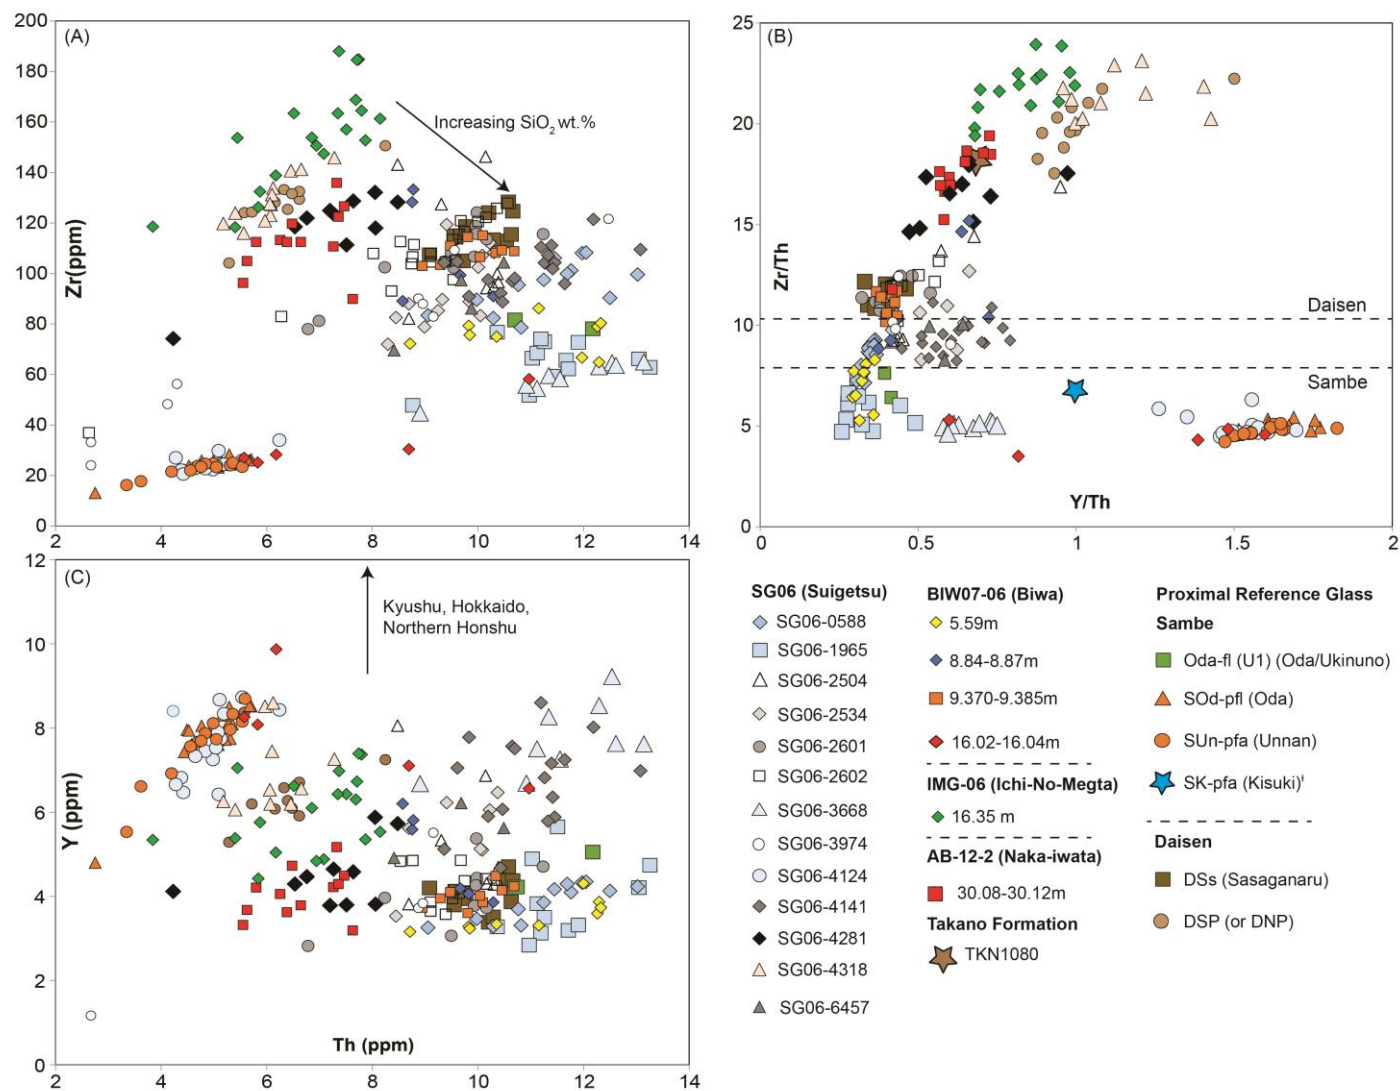 (A)
200
180
160
140
120
100
80
60
40
20
0
Zr(ppm)
Increasing SiO₂ wt.%
2
4
6
8
10
12
14
(B)
25
20
15
10
5
0
Zr/Th
Daisen
Sambe
Y/Th
0
0.5
1
1.5
2
(C)
12
10
8
6
4
2
0
Y (ppm)
Kyushu, Hokkaido,
Northern Honshu
Th (ppm)
2
4
6
8
10
12
14
SG06 (Suigetsu)
SG06-0588
SG06-1965
SG06-2504
SG06-2534
SG06-2601
SG06-2602
SG06-3668
SG06-3974
SG06-4124
SG06-4141
SG06-4281
SG06-4318
SG06-6457
BIW07-06 (Biwa)
5.59m
8.84-8.87m
9.370-9.385m
16.02-16.04m
IMG-06 (Ichi-No-Megta)
16.35 m
AB-12-2 (Naka-iwata)
30.08-30.12m
Takano Formation
TKN1080
Proximal Reference Glass
Sambe
Oda-fl (U1) (Oda/Ukinuno)
SOd-pfl (Oda)
SUn-pfa (Unnan)
SK-pfa (Kisuki)
Daisen
DSs (Sasaganaru)
DSP (or DNP)